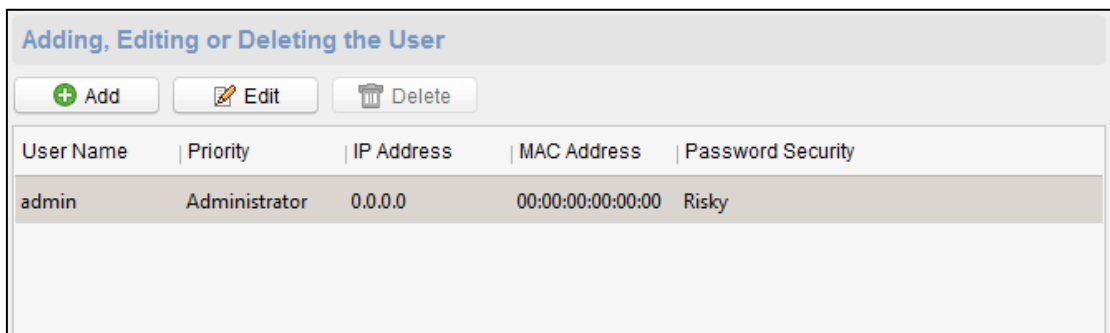 Adding, Editing or Deleting the User
Add Edit Delete
User Name Priority IP Address MAC Address Password Security
admin Administrator 0.0.0.0 00:00:00:00:00:00 Risky